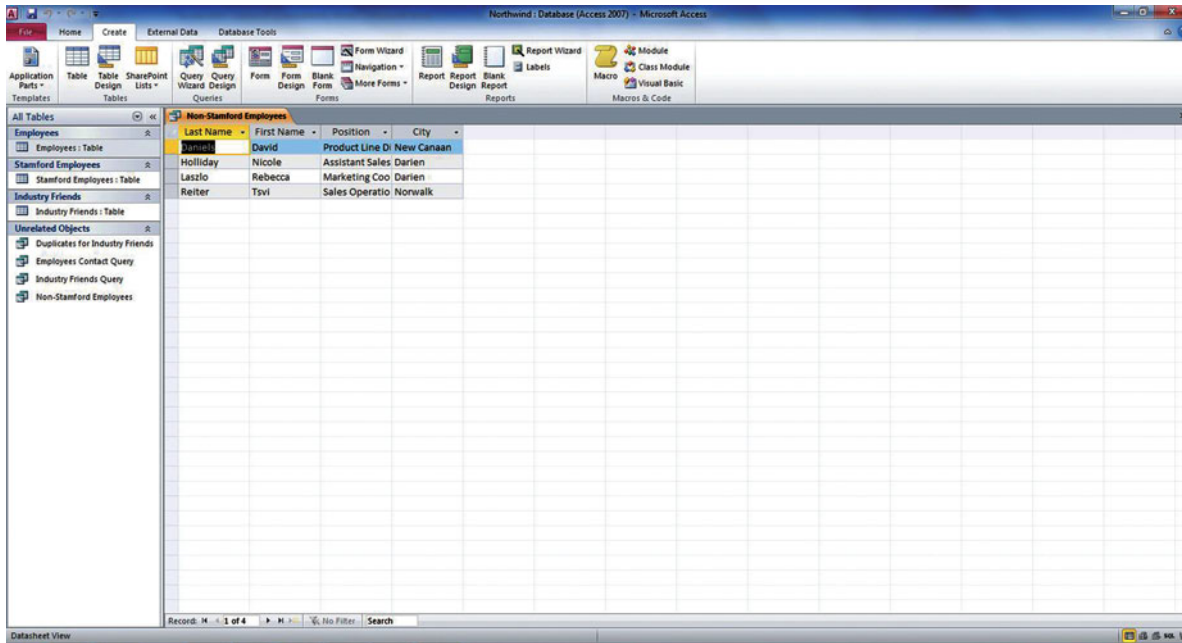 Northwind : Database (Access 2007) - Microsoft Access
File Home Create External Data Database Tools
Application Parts
Table
Table Design
SharePoint Lists
Query Wizard
Query Design
Form
Form Design
Blank Form
Form Wizard
Navigation
More Forms
Report
Report Design
Blank Report
Report Wizard
Labels
Macro
Module
Class Module
Visual Basic
Templates Tables Queries Forms Reports Macros & Code
All Tables
Employees
Employees : Table
Stamford Employees
Stamford Employees : Table
Industry Friends
Industry Friends : Table
Unrelated Objects
Duplicates for Industry Friends
Employees Contact Query
Industry Friends Query
Non-Stamford Employees
Non-Stamford Employees
Last Name First Name Position City
Daniels David Product Line Di New Canaan
Holliday Nicole Assistant Sales Darien
Laszlo Rebecca Marketing Coo Darien
Reiter Tsvi Sales Operatio Norwalk
Record: 1 of 4 No Filter Search
Datasheet View SQL